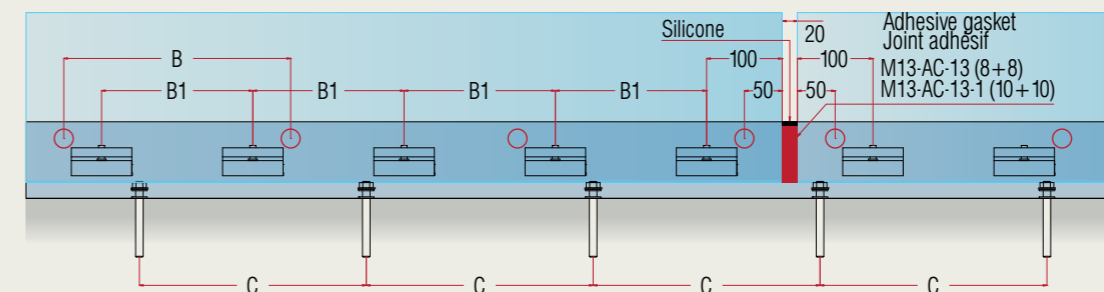 Silicone
20
Adhesive gasket
Joint adhésif
B
100
100
M13-AC-13 (8+8)
B1
B1
B1
B1
50
50
M13-AC-13-1 (10+10)
C
C
C
C